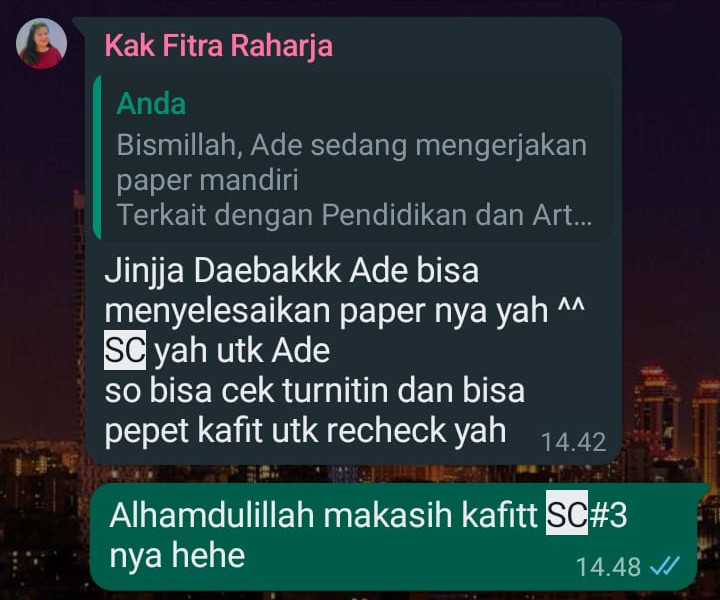 Kak Fitra Raharja
Anda
Bismillah, Ade sedang mengerjakan
paper mandiri
Terkait dengan Pendidikan dan Art...
Jinjja Daebakkk Ade bisa
menyelesaikan paper nya yah ^^
SC yah utk Ade
so bisa cek turnitin dan bisa
pepet kafit utk recheck yah
14.42
Alhamdulillah makasih kafitt SC#3
nya hehe
14.48